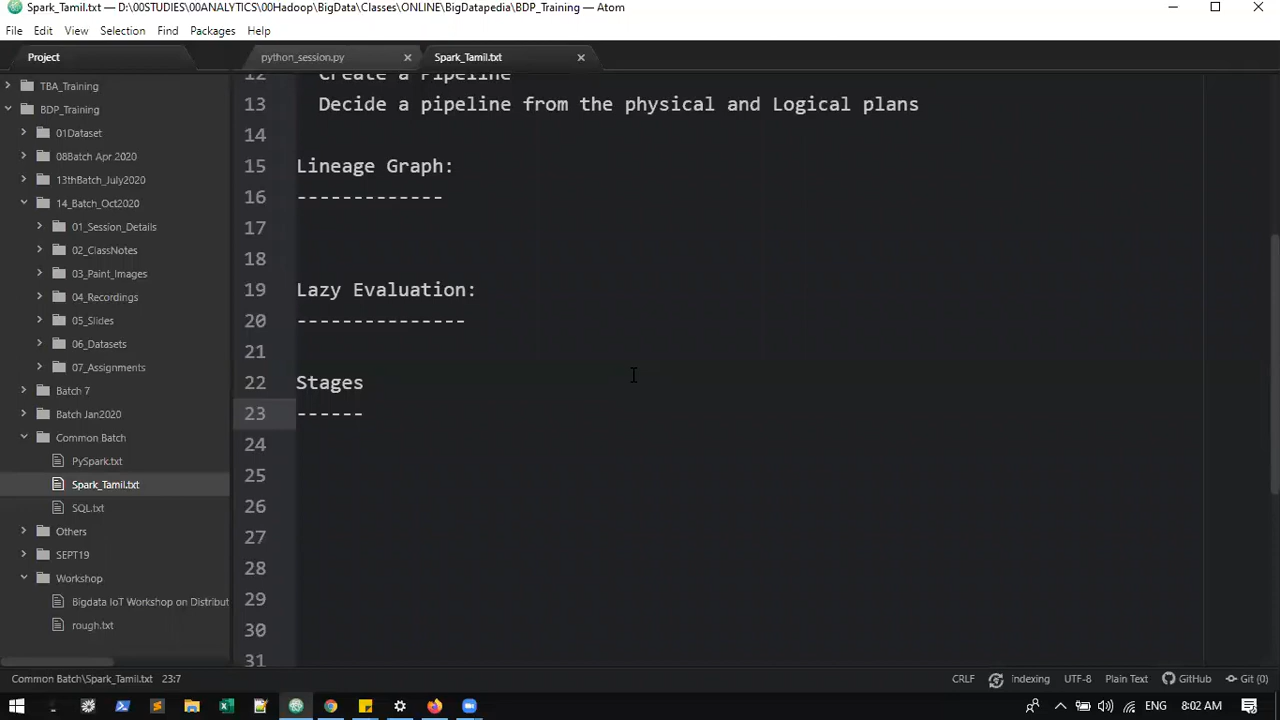 Spark_Tamil.txt — D:\00STUDIES\00ANALYTICS\00Hadoop\BigData\Classes\ONLINE\BigDatapedia\BDP_Training — Atom
File Edit View Selection Find Packages Help
Project
python_session.py
Spark_Tamil.txt
TBA_Training
BDP_Training
01Dataset
08Batch Apr 2020
13thBatch_July2020
14_Batch_Oct2020
01_Session_Details
02_ClassNotes
03_Paint_Images
04_Recordings
05_Slides
06_Datasets
07_Assignments
Batch 7
Batch Jan2020
Common Batch
PySpark.txt
Spark_Tamil.txt
SQL.txt
Others
SEPT19
Workshop
Bigdata IoT Workshop on Distribut
rough.txt
12 Create a Pipeline
13 Decide a pipeline from the physical and Logical plans
14
15 Lineage Graph:
16 -------------
17
18
19 Lazy Evaluation:
20 ---------------
21
22 Stages
23 ------
24
25
26
27
28
29
30
31
Common Batch\Spark_Tamil.txt 23:7
CRLF Indexing UTF-8 Plain Text GitHub Git (0)
ENG 8:02 AM